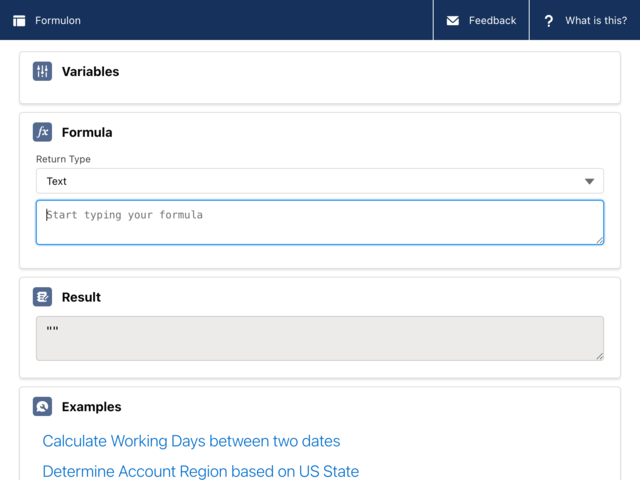 Formulon
Feedback
What is this?
Variables
Formula
Return Type
Text
Start typing your formula
Result
""
Examples
Calculate Working Days between two dates
Determine Account Region based on US State